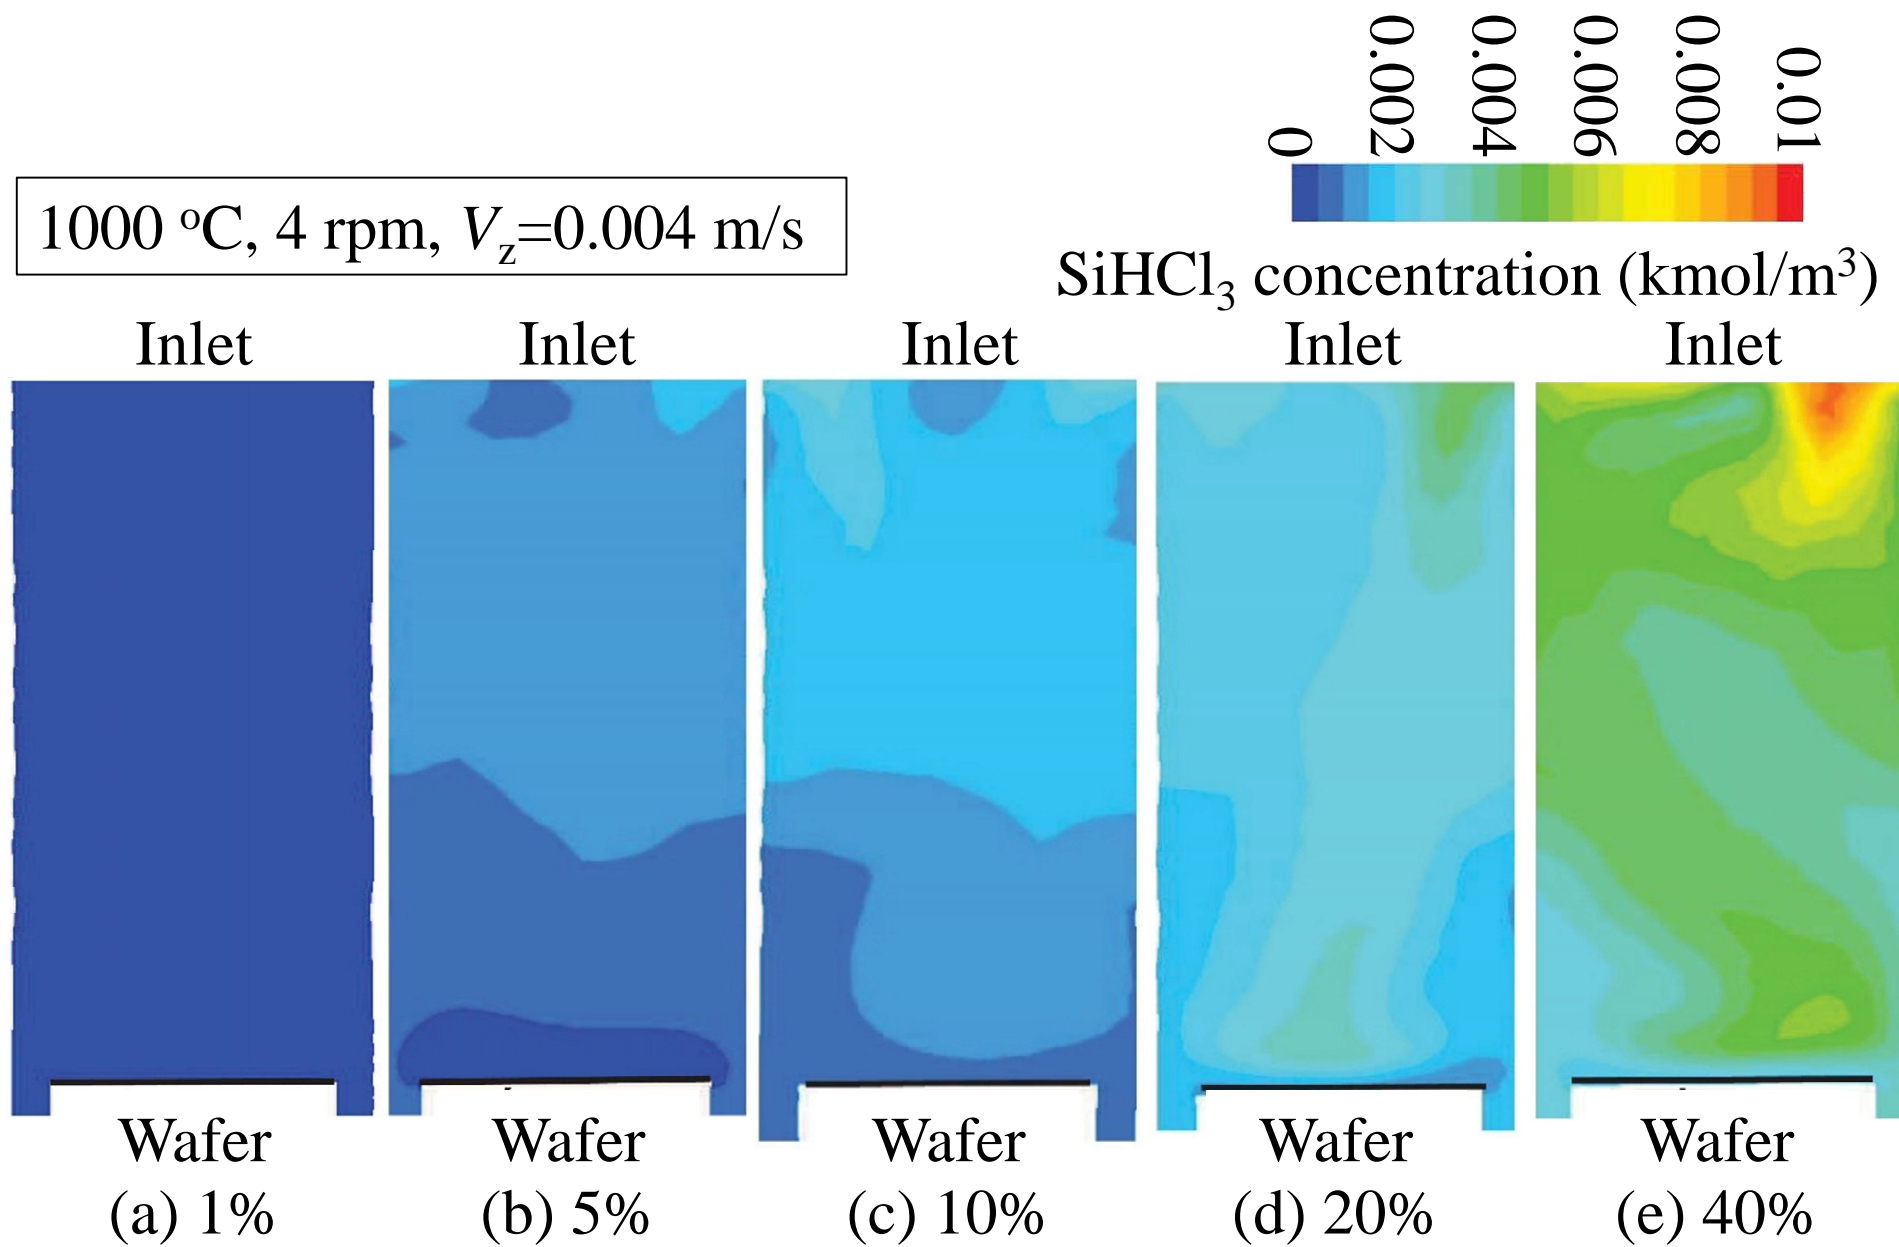 0
0.002
0.004
0.006
0.008
0.01
1000 °C, 4 rpm, Vz=0.004 m/s
SiHCl₃ concentration (kmol/m³)
Inlet Inlet Inlet Inlet Inlet
Wafer Wafer Wafer Wafer Wafer
(a) 1% (b) 5% (c) 10% (d) 20% (e) 40%